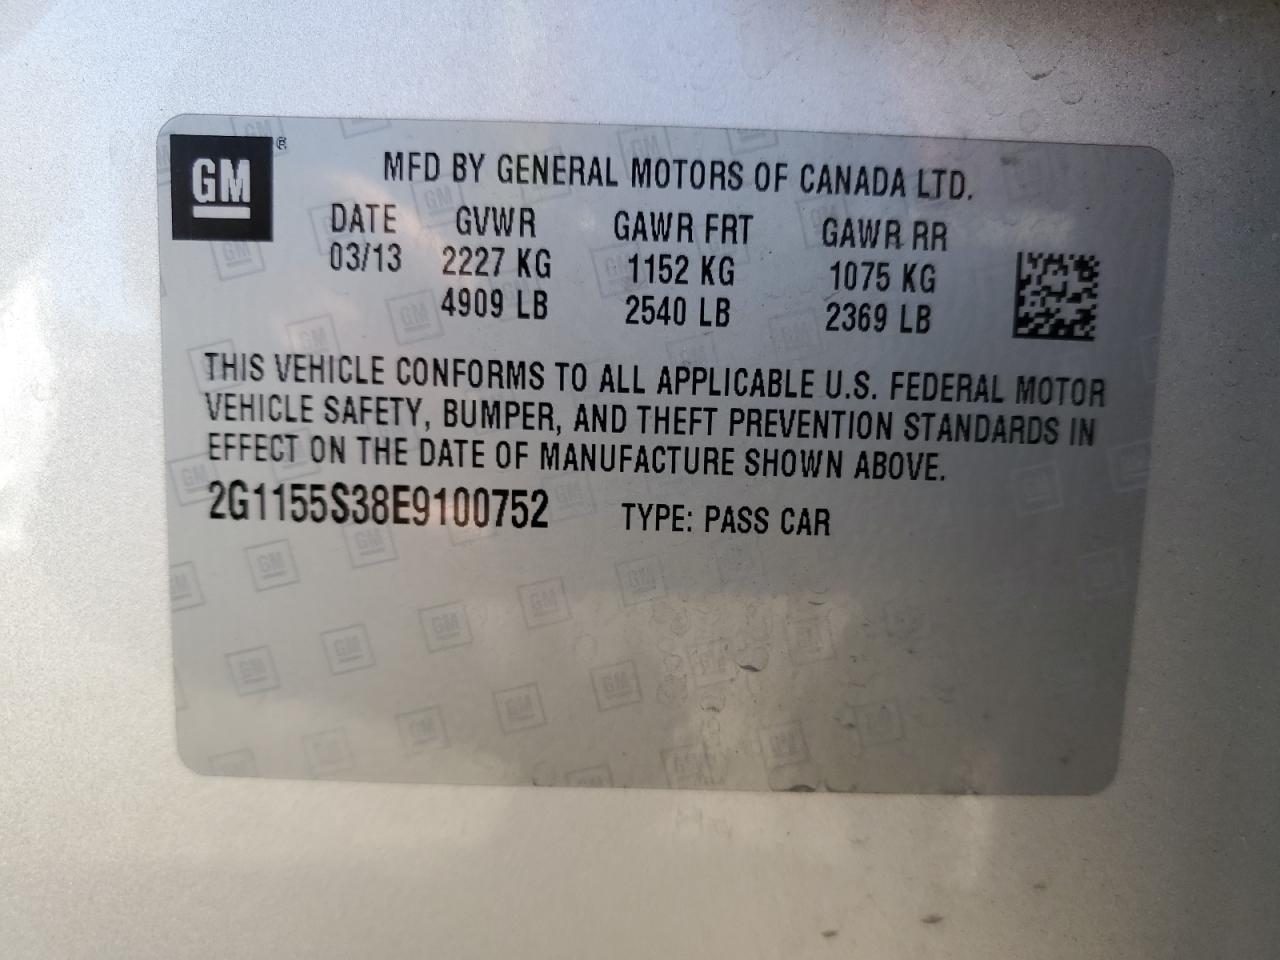 GM ®
MFD BY GENERAL MOTORS OF CANADA LTD.
DATE GVWR GAWR FRT GAWR RR
03/13 2227 KG 1152 KG 1075 KG
4909 LB 2540 LB 2369 LB
THIS VEHICLE CONFORMS TO ALL APPLICABLE U.S. FEDERAL MOTOR
VEHICLE SAFETY, BUMPER, AND THEFT PREVENTION STANDARDS IN
EFFECT ON THE DATE OF MANUFACTURE SHOWN ABOVE.
2G1155S38E9100752 TYPE: PASS CAR